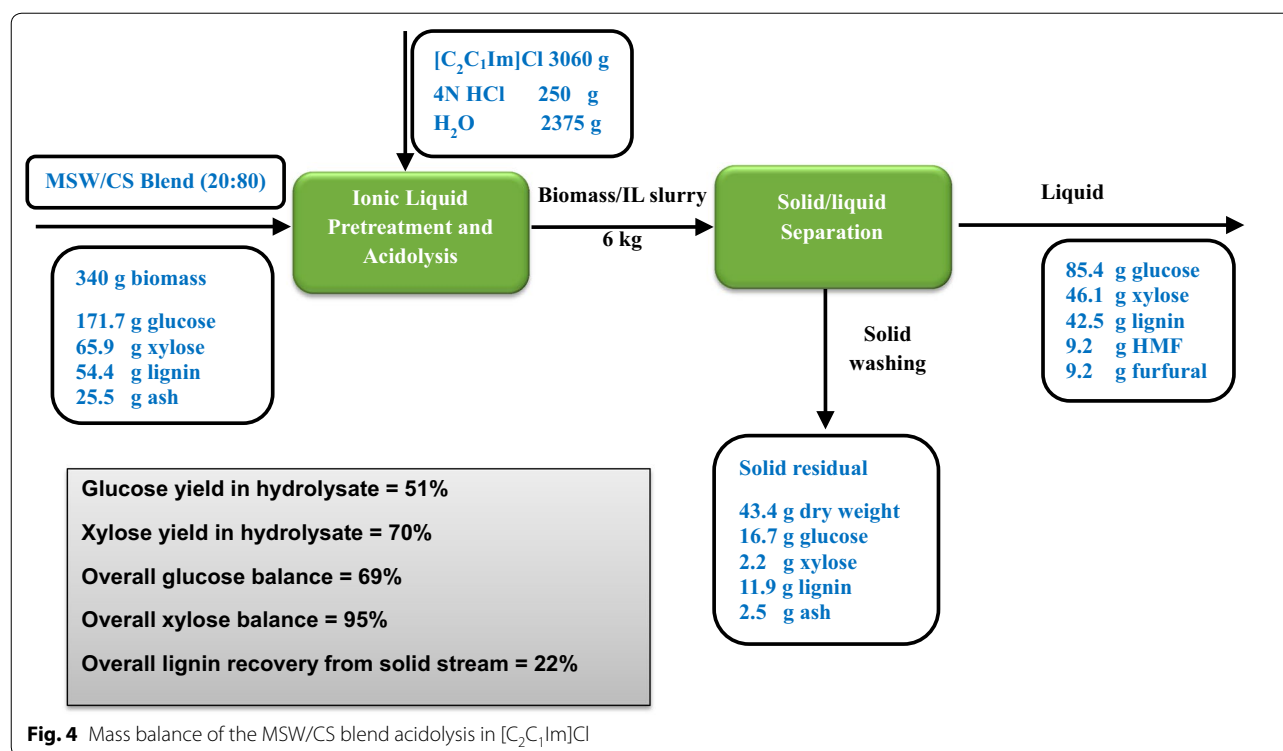 [C₂C₁Im]Cl 3060 g
4N HCl 250 g
H₂O 2375 g
MSW/CS Blend (20:80)
Ionic Liquid
Pretreatment and
Acidolysis
Biomass/IL slurry
6 kg
Solid/liquid
Separation
Liquid
340 g biomass
171.7 g glucose
65.9 g xylose
54.4 g lignin
25.5 g ash
85.4 g glucose
46.1 g xylose
42.5 g lignin
9.2 g HMF
9.2 g furfural
Solid
washing
Solid residual
43.4 g dry weight
16.7 g glucose
2.2 g xylose
11.9 g lignin
2.5 g ash
Glucose yield in hydrolysate = 51%
Xylose yield in hydrolysate = 70%
Overall glucose balance = 69%
Overall xylose balance = 95%
Overall lignin recovery from solid stream = 22%
Fig. 4 Mass balance of the MSW/CS blend acidolysis in [C₂C₁Im]Cl